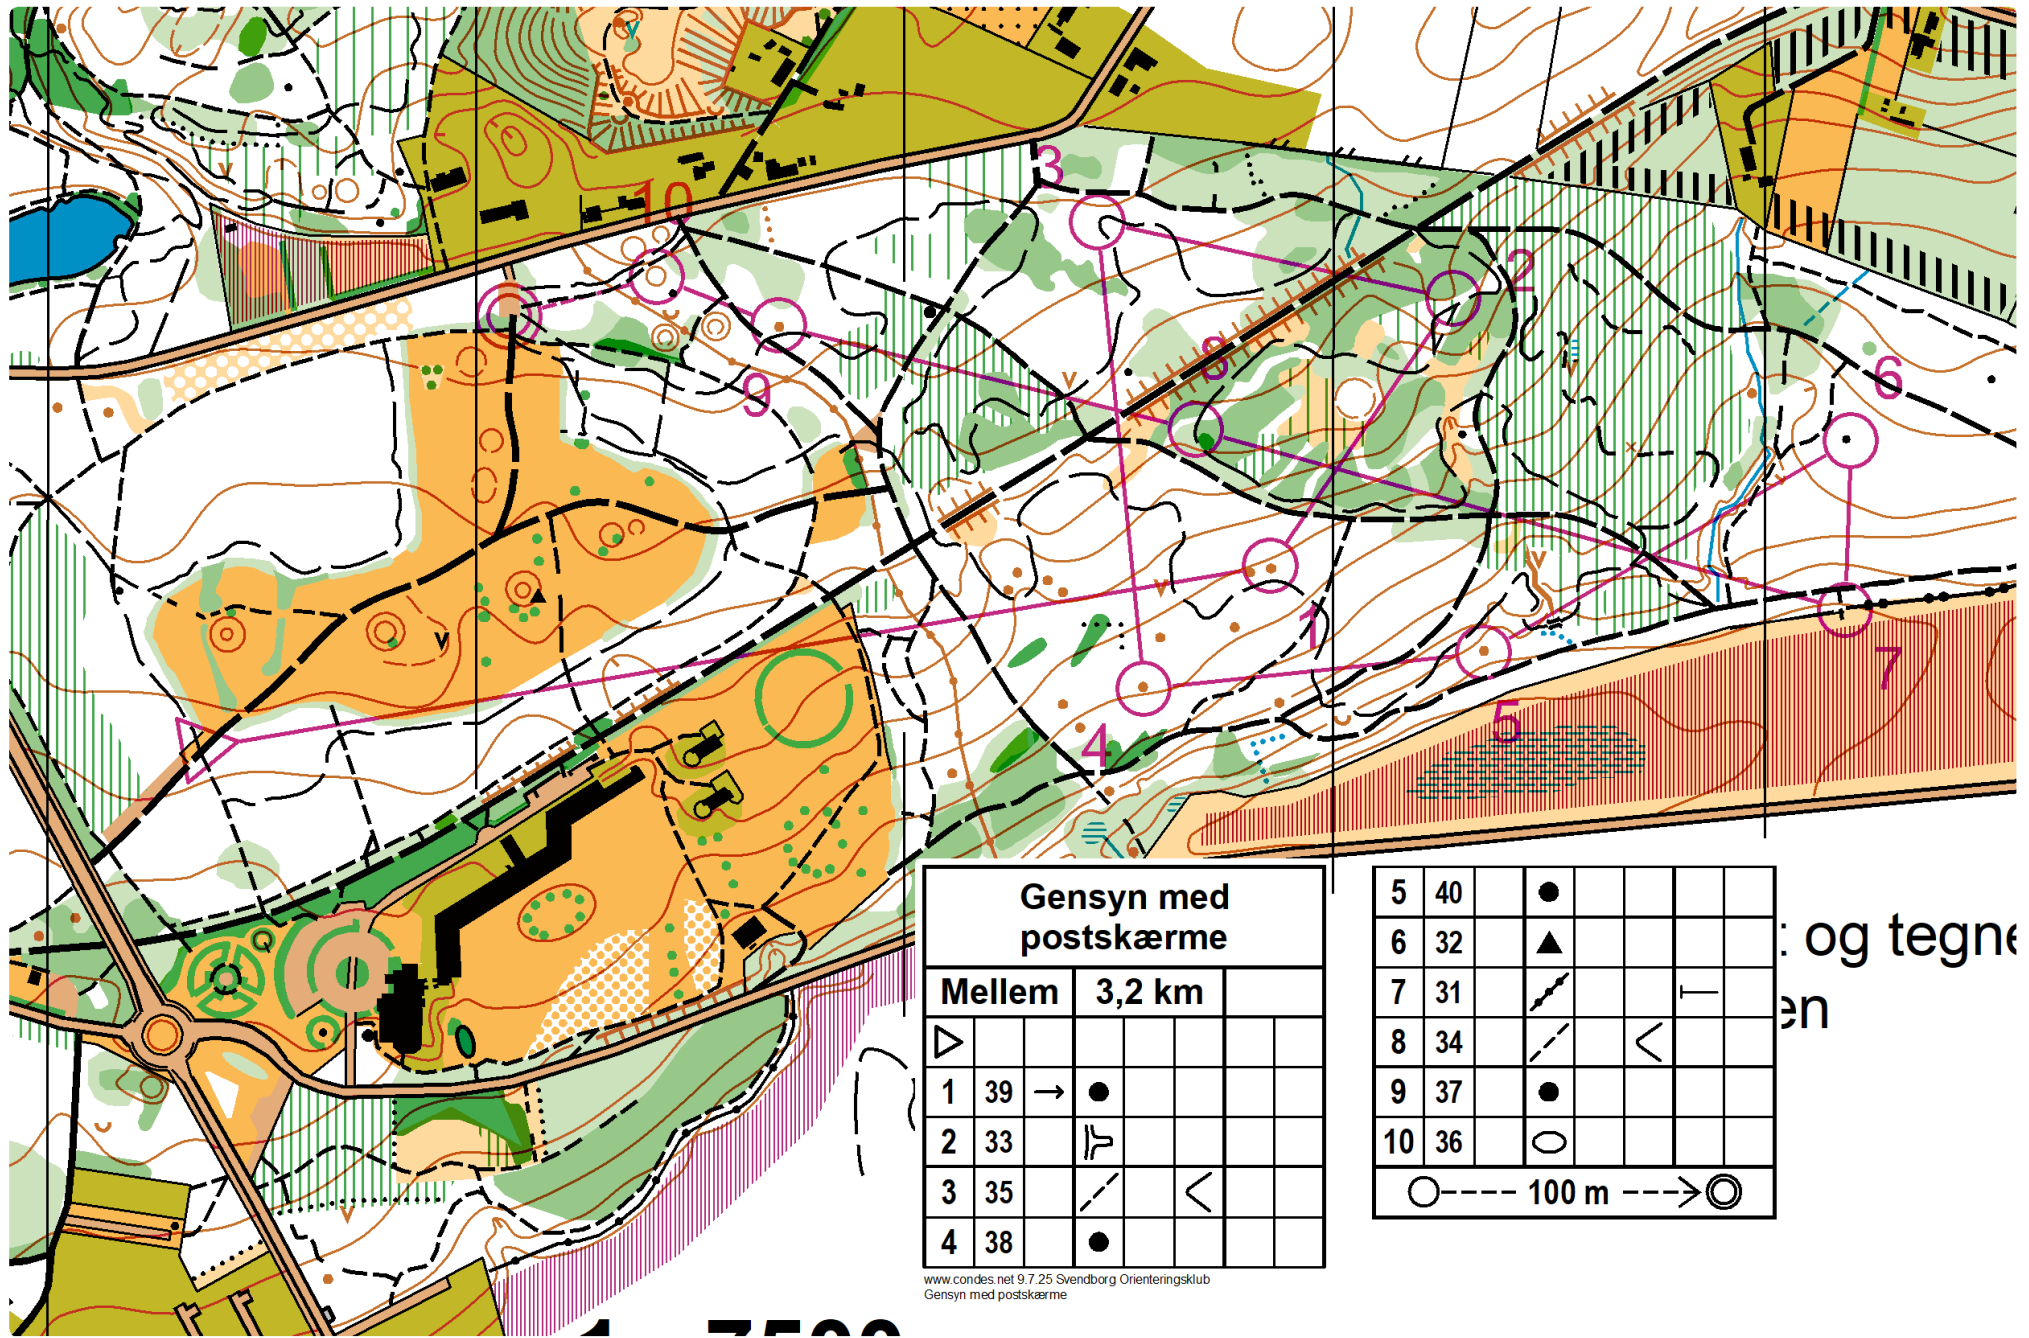 10
3
2
8
6
9
1
7
5
4
Gensyn med
postskærme
Mellem 3,2 km
1 39
2 33
3 35
4 38
www.condes.net 9.7.25 Svendborg Orienteringsklub
Gensyn med postskærme
5 40
6 32
7 31
8 34
9 37
10 36
100 m
og tegne
en